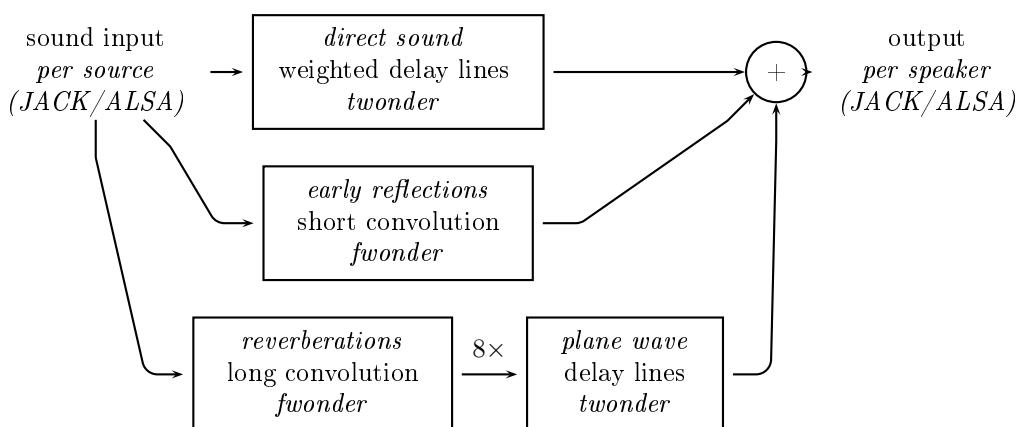 sound input
per source
(JACK/ALSA)
direct sound
weighted delay lines
twonder
+
output
per speaker
(JACK/ALSA)
early reflections
short convolution
fwonder
reverberations
long convolution
fwonder
8×
plane wave
delay lines
twonder